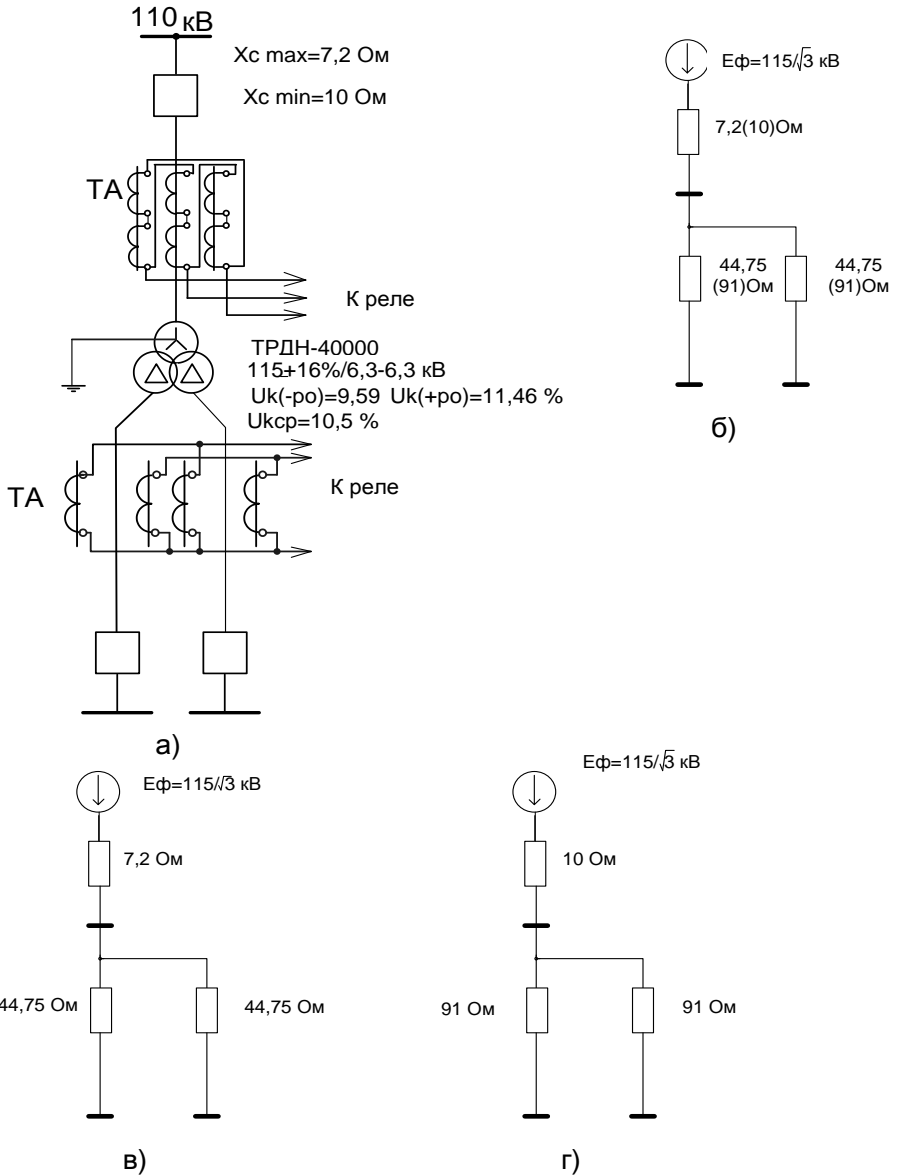 110 кВ
Xc max=7,2 Ом
Xc min=10 Ом
ТА
К реле
ТРДН-40000
115±16%/6,3-6,3 кВ
Uk(-ро)=9,59 Uk(+ро)=11,46 %
Ukср=10,5 %
ТА
К реле
а)
Еф=115/√3 кВ
7,2(10)Ом
44,75
(91)Ом
44,75
(91)Ом
б)
Еф=115/√3 кВ
7,2 Ом
44,75 Ом
44,75 Ом
в)
Еф=115/√3 кВ
10 Ом
91 Ом
91 Ом
г)